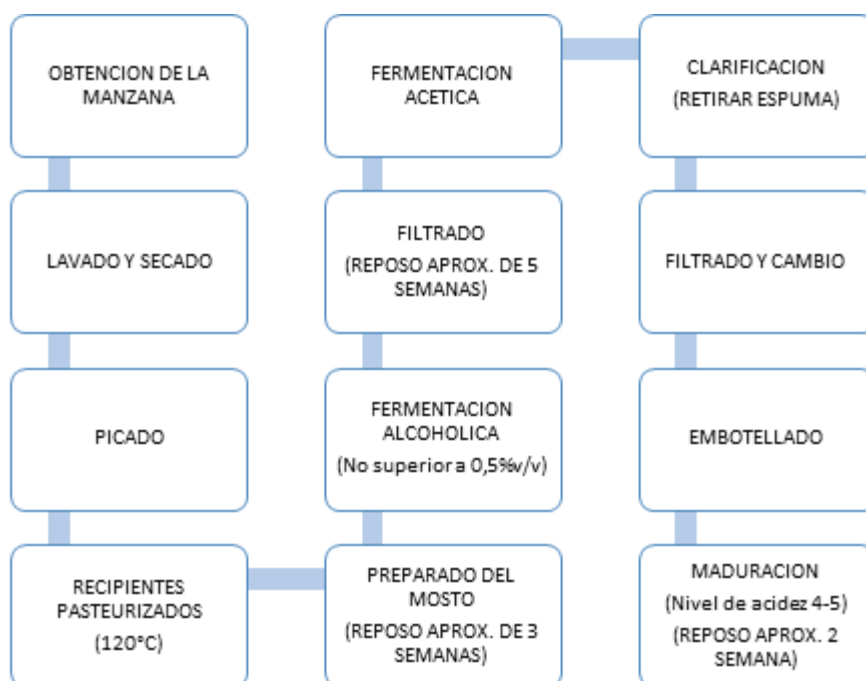 OBTENCION DE LA
MANZANA
LAVADO Y SECADO
PICADO
RECIPIENTES
PASTEURIZADOS
(120°C)
PREPARADO DEL
MOSTO
(REPOSO APROX. DE 3
SEMANAS)
FERMENTACION
ALCOHOLICA
(No superior a 0,5%v/v)
FILTRADO
(REPOSO APROX. DE 5
SEMANAS)
FERMENTACION
ACETICA
CLARIFICACION
(RETIRAR ESPUMA)
FILTRADO Y CAMBIO
EMBOTELLADO
MADURACION
(Nivel de acidez 4-5)
(REPOSO APROX. 2
SEMANA)